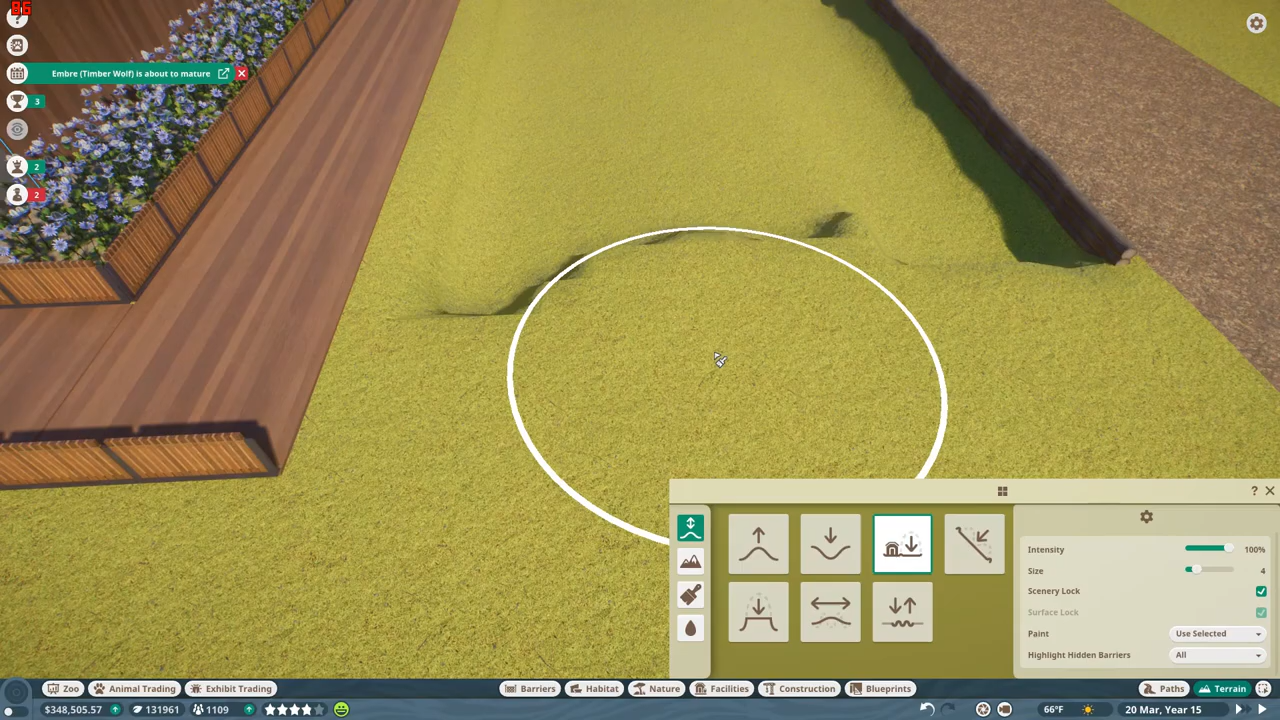 86
?
Embre (Timber Wolf) is about to mature
3
2
2
?
Intensity 100%
Size 4
Scenery Lock
Surface Lock
Paint Use Selected
Highlight Hidden Barriers All
Zoo Animal Trading Exhibit Trading Barriers Habitat Nature Facilities Construction Blueprints Paths Terrain
$348,505.57 131961 1109 66°F 20 Mar, Year 15